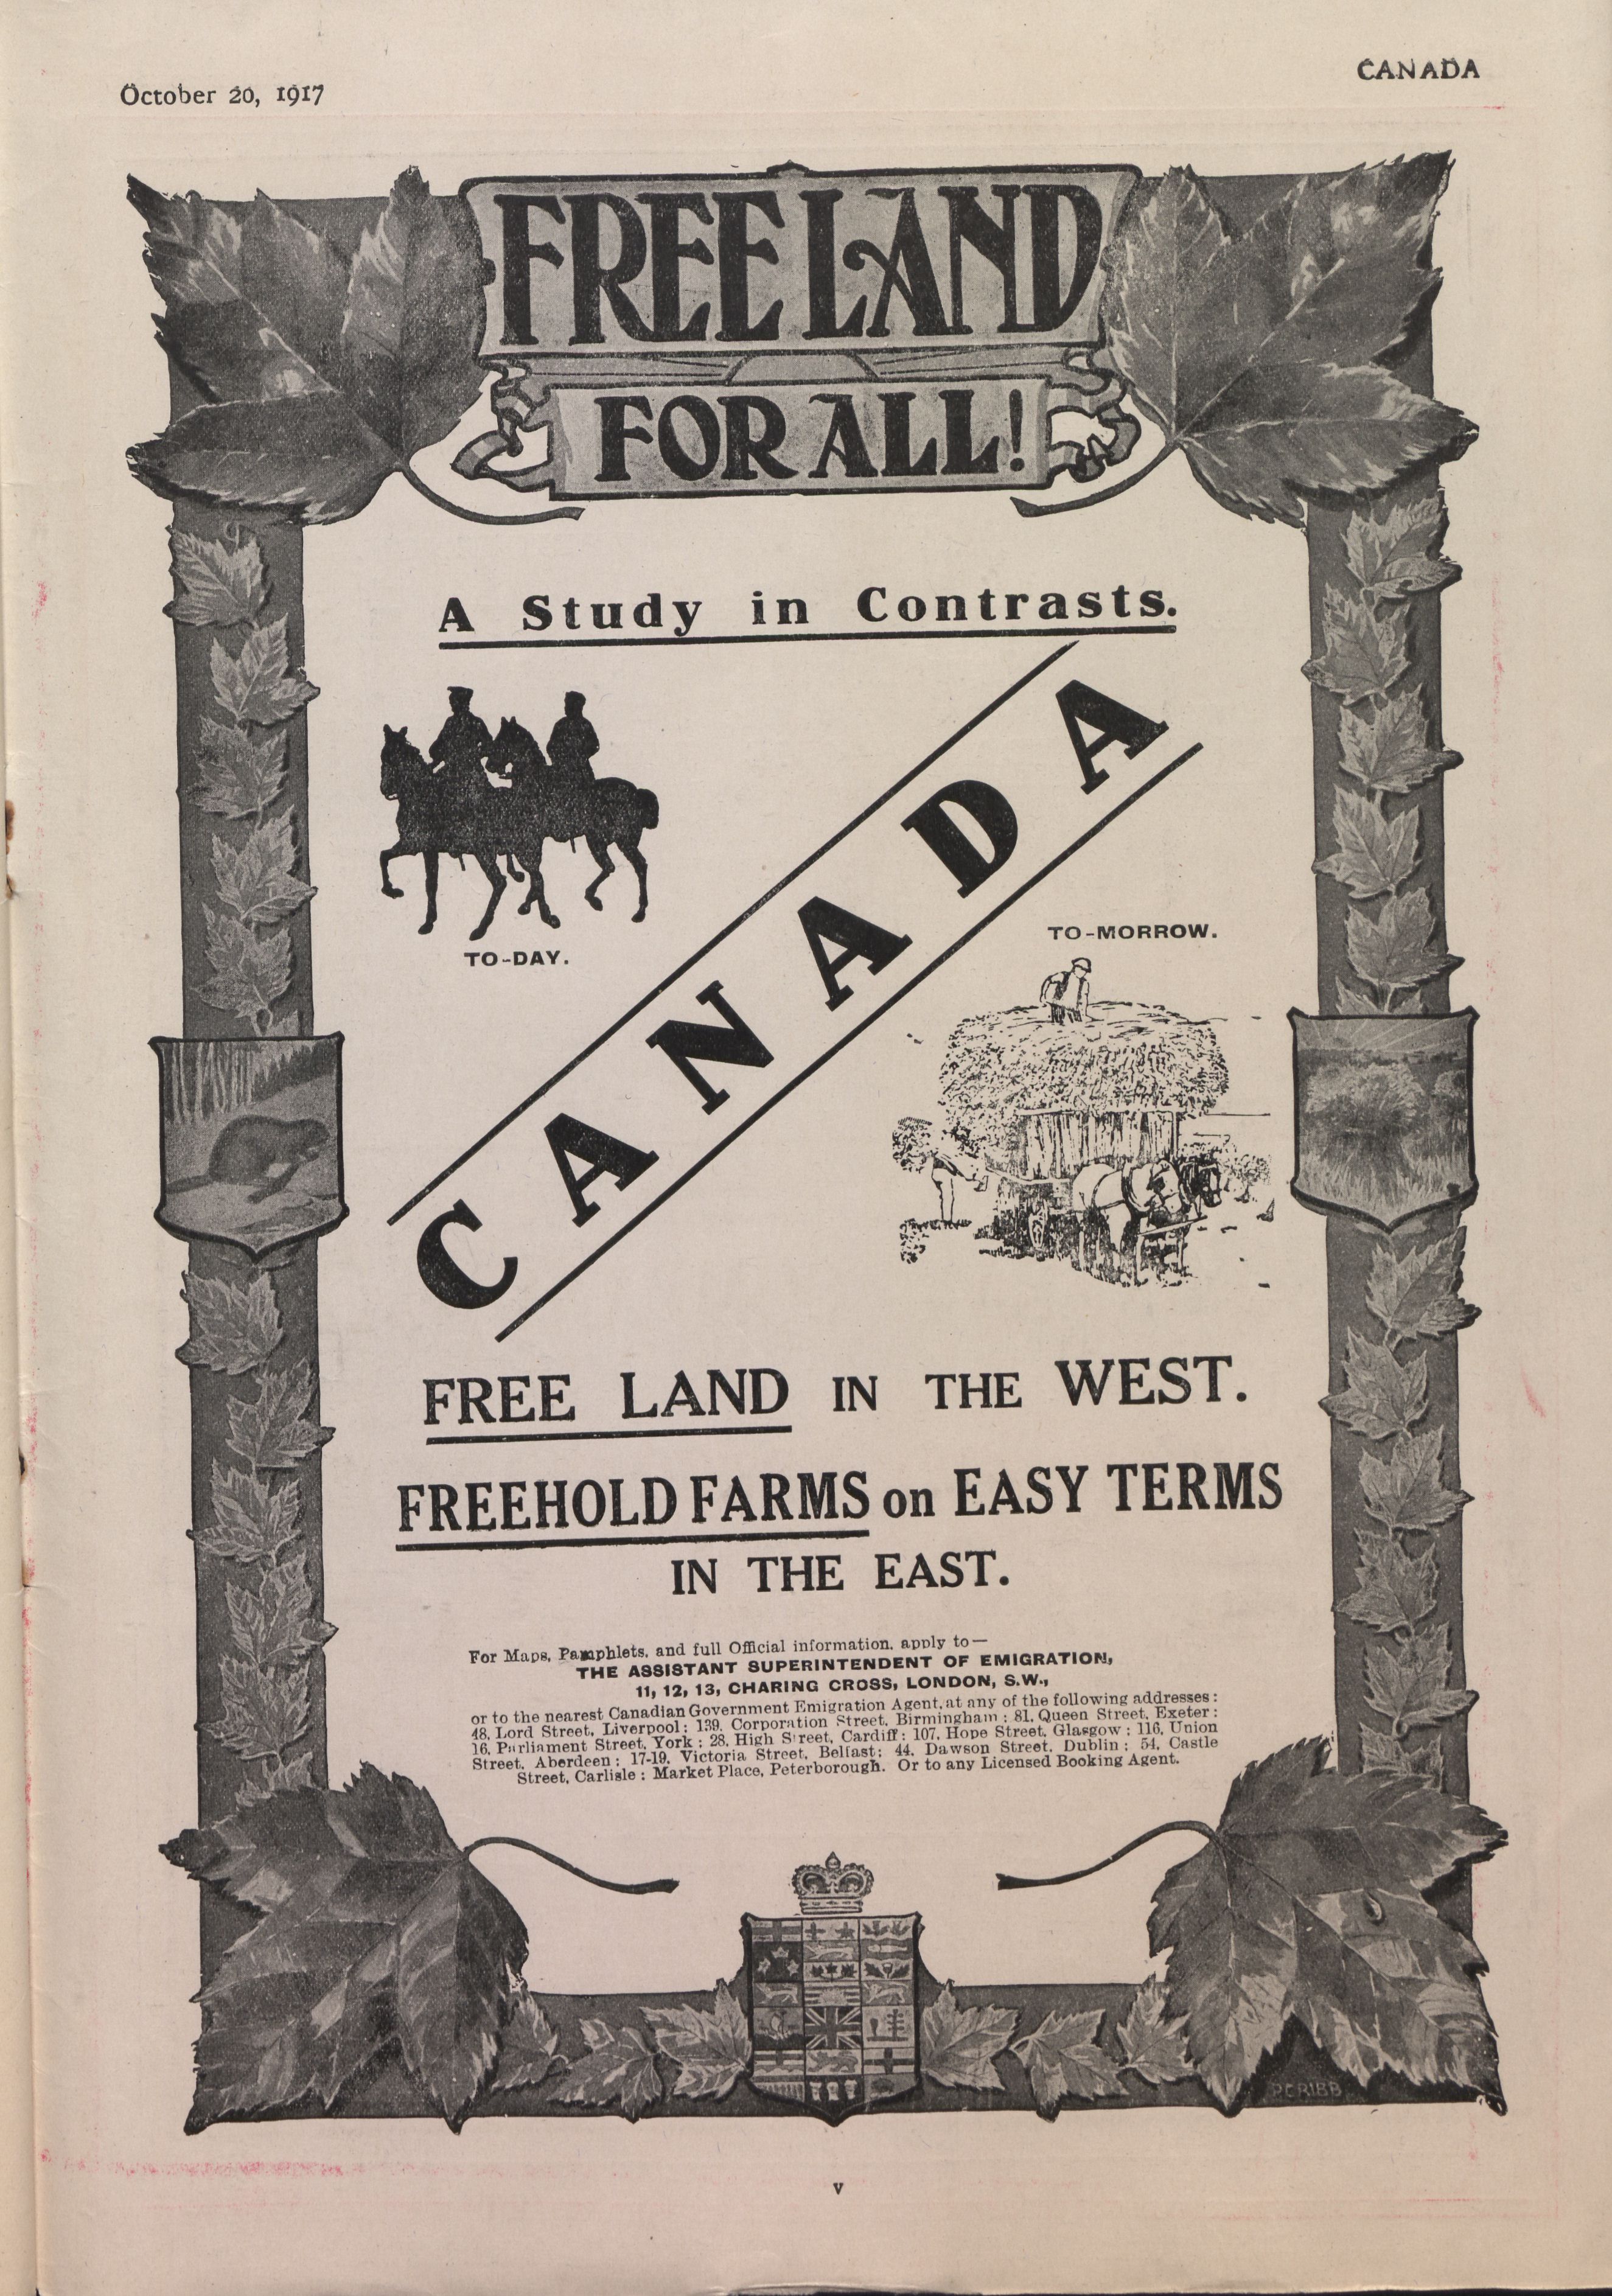 October 20, 1917
CANADA
FREE LAND
FOR ALL!
A Study in Contrasts.
TO-DAY.
CANADA
TO-MORROW.
FREE LAND IN THE WEST.
FREEHOLD FARMS on EASY TERMS
IN THE EAST.
For Maps, Pamphlets, and full Official information, apply to—
THE ASSISTANT SUPERINTENDENT OF EMIGRATION,
11, 12, 13, CHARING CROSS, LONDON, S.W.,
or to the nearest Canadian Government Emigration Agent, at any of the following addresses:
48, Lord Street, Liverpool; 139, Corporation Street, Birmingham; 81, Queen Street, Exeter;
16, Parliament Street, York; 28, High Street, Cardiff; 107, Hope Street, Glasgow; 116, Union
Street, Aberdeen; 17-19, Victoria Street, Belfast; 44, Dawson Street, Dublin; 54, Castle
Street, Carlisle; Market Place, Peterborough. Or to any Licensed Booking Agent.
P. CRIBB
v